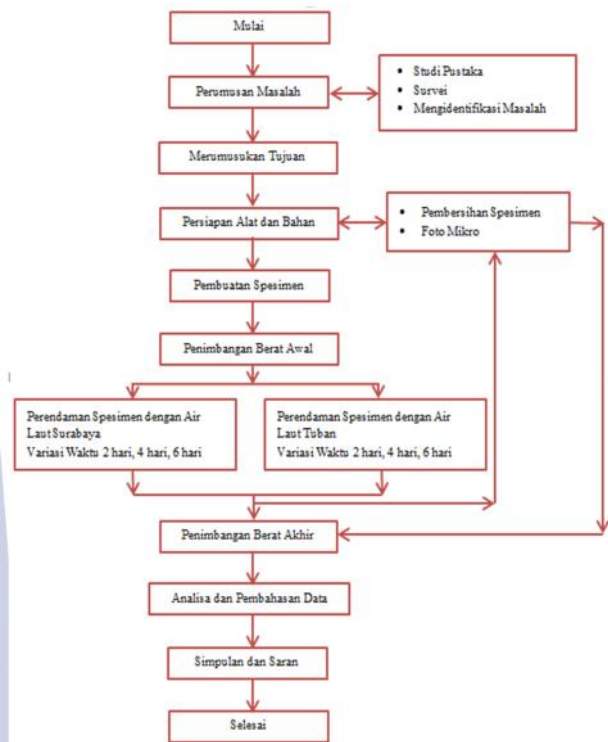 Mulai
Perumusan Masalah
• Studi Pustaka
• Survei
• Mengidentifikasi Masalah
Merumusukan Tujuan
Persiapan Alat dan Bahan
• Pembersihan Spesimen
• Foto Mikro
Pembuatan Spesimen
Penimbangan Berat Awal
Perendaman Spesimen dengan Air
Laut Surabaya
Variasi Waktu 2 hari, 4 hari, 6 hari
Perendaman Spesimen dengan Air
Laut Tuban
Variasi Waktu 2 hari, 4 hari, 6 hari
Penimbangan Berat Akhir
Analisa dan Pembahasan Data
Simpulan dan Saran
Selesai